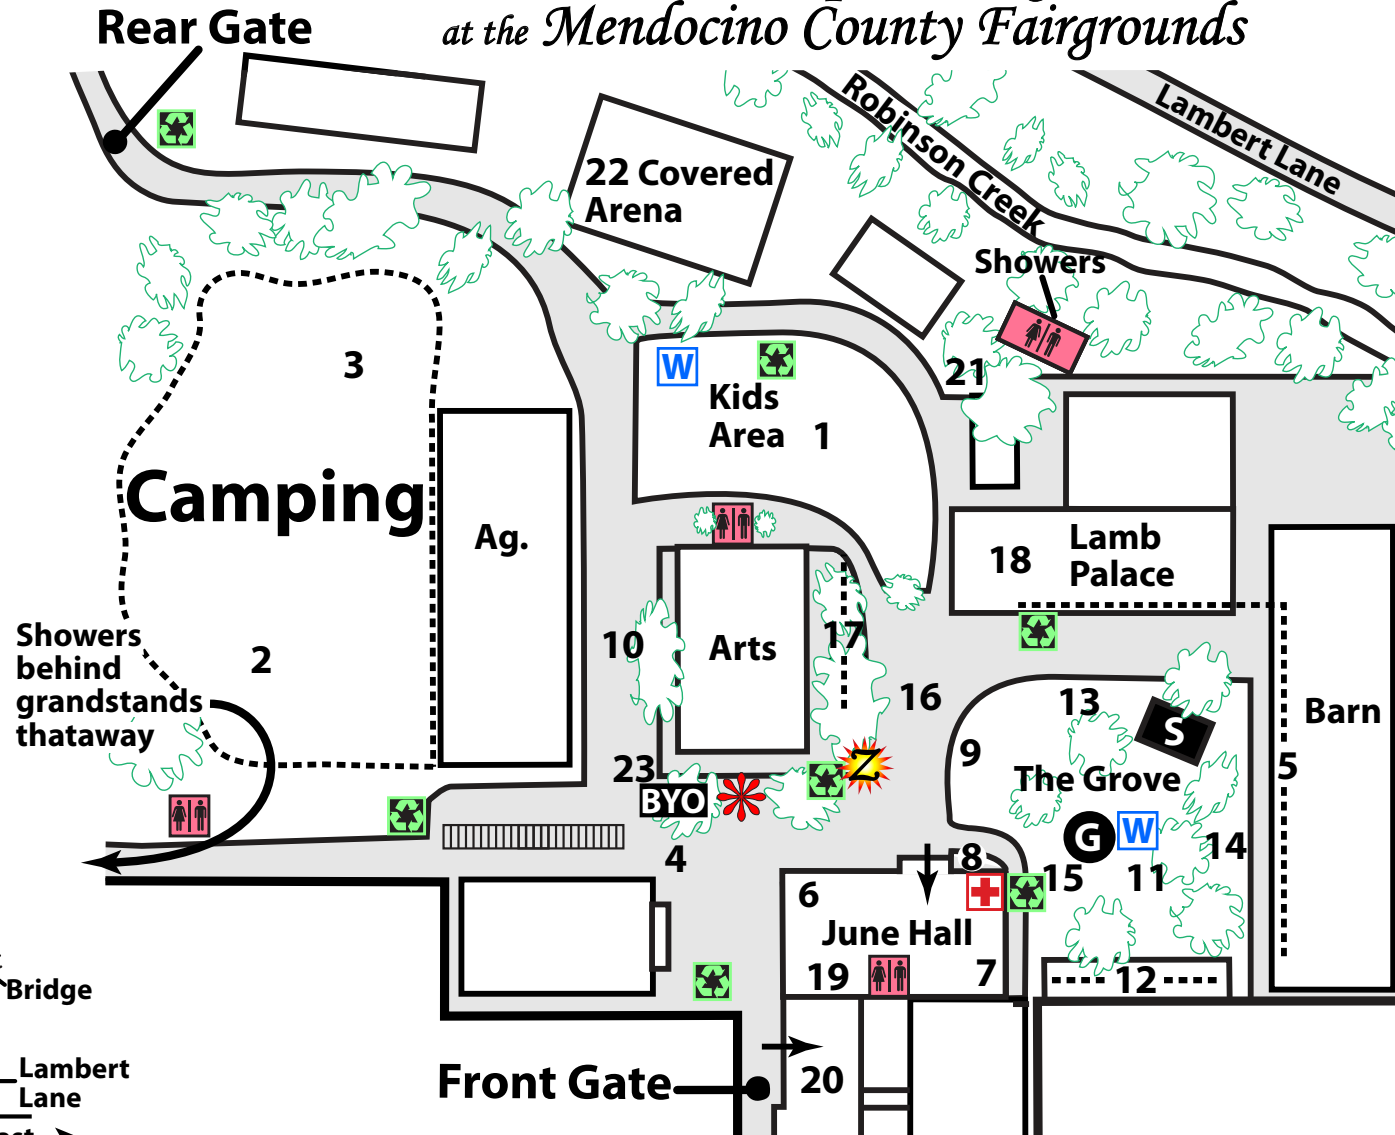 Rear Gate
at the Mendocino County Fairgrounds
Robinson Creek
Lambert Lane
22 Covered
Arena
Showers
3
W
Kids
Area 1
21
Camping
Ag.
18
Lamb
Palace
Showers
behind
grandstands
thataway
2
10
Arts
17
16
13
S
Barn
9
5
23
BYO
Z
The Grove
G
W
14
4
8
15
11
6
June Hall
19
7
12
Bridge
Front Gate
20
Lambert
Lane